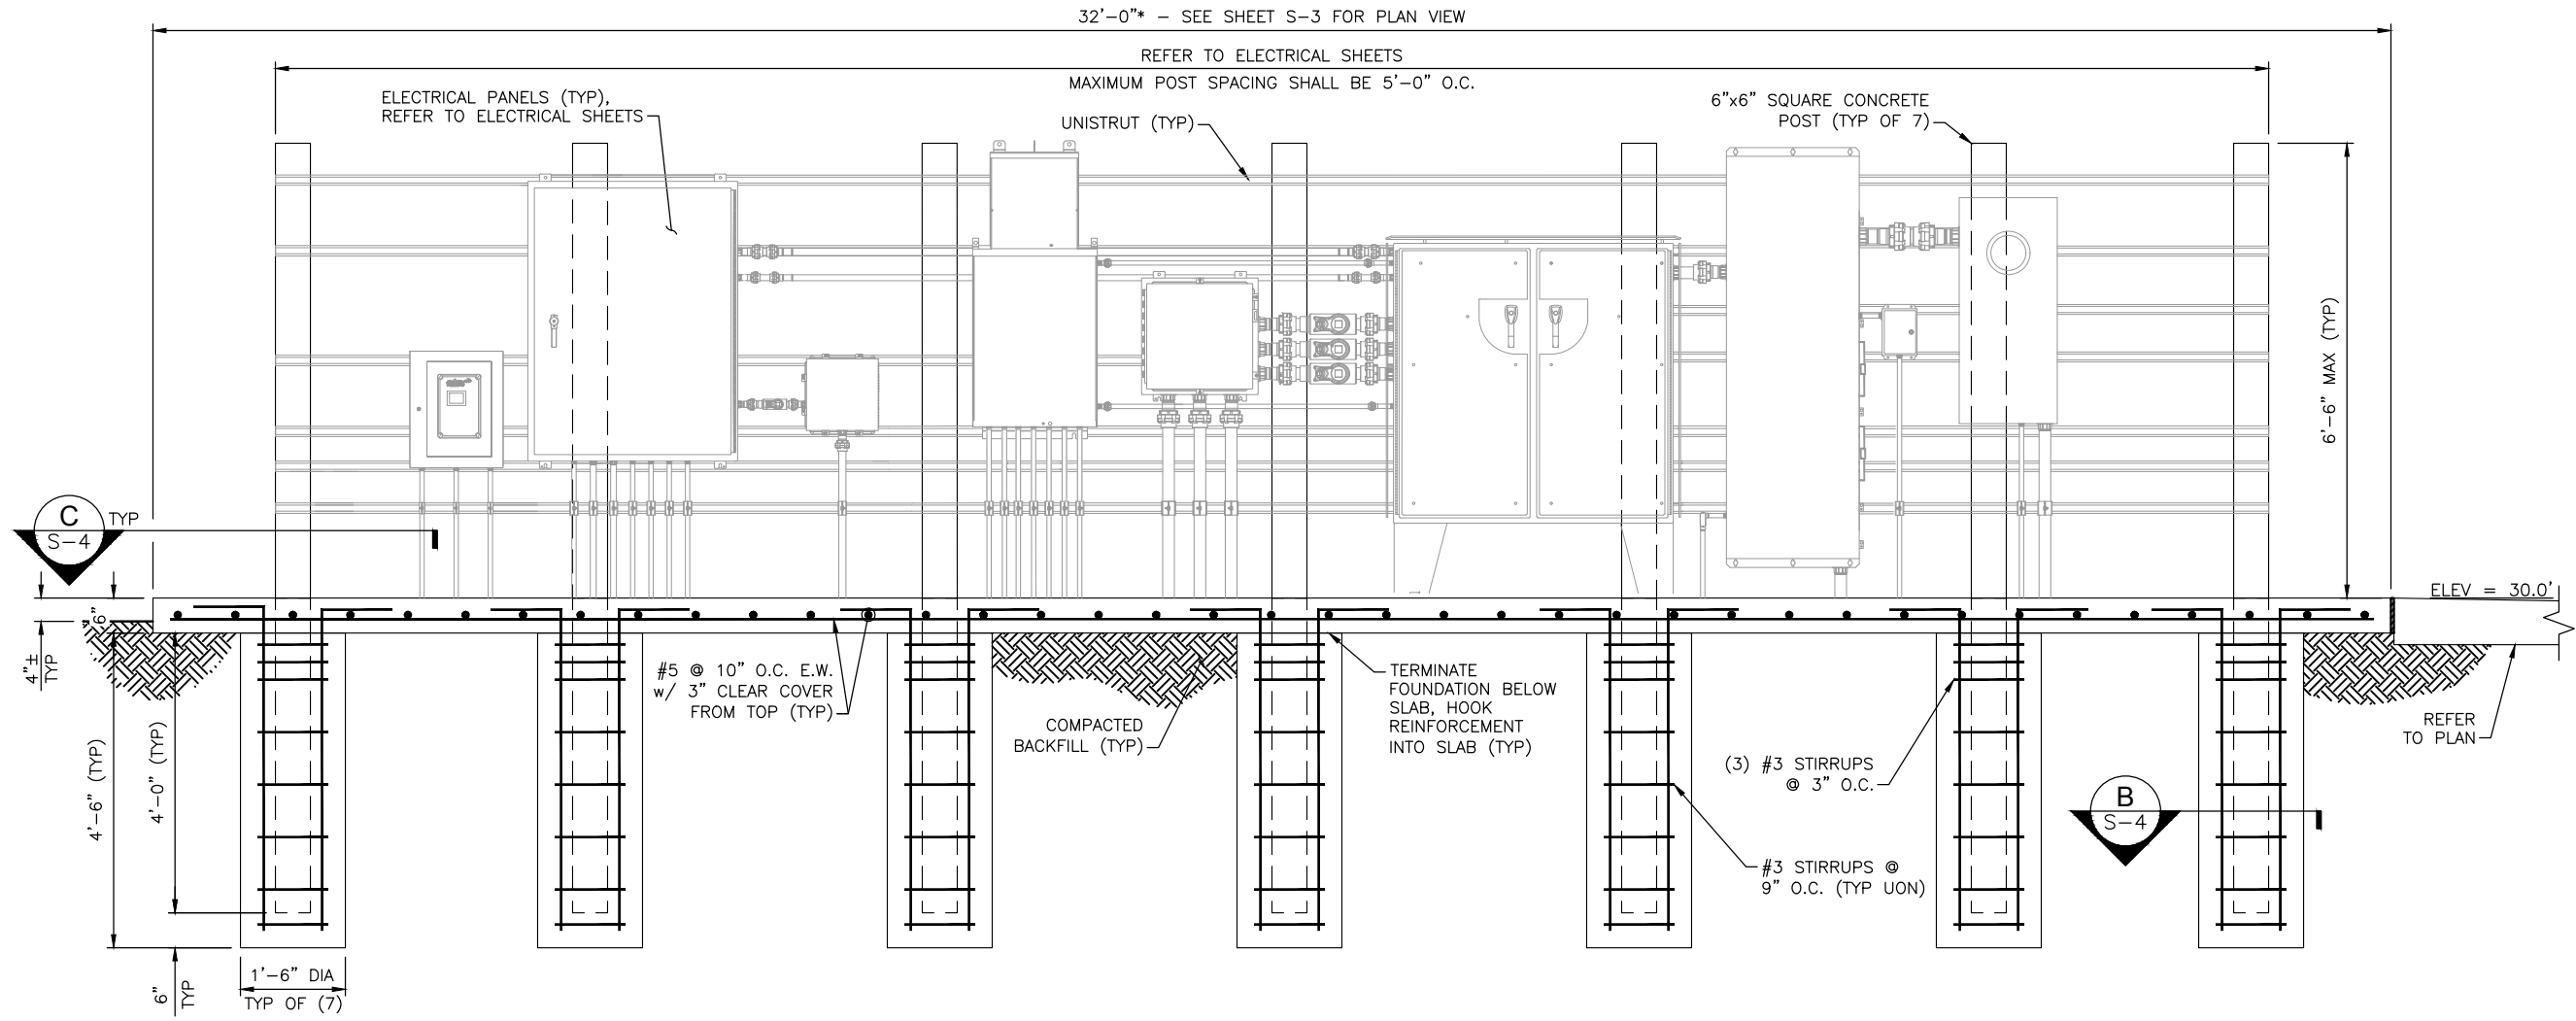 32'-0"* – SEE SHEET S-3 FOR PLAN VIEW
REFER TO ELECTRICAL SHEETS
MAXIMUM POST SPACING SHALL BE 5'-0" O.C.
ELECTRICAL PANELS (TYP),
REFER TO ELECTRICAL SHEETS
UNISTRUT (TYP)
6"x6" SQUARE CONCRETE
POST (TYP OF 7)
6'-6" MAX (TYP)
C
S-4
TYP
ELEV = 30.0'
6"
4"±
TYP
#5 @ 10" O.C. E.W.
w/ 3" CLEAR COVER
FROM TOP (TYP)
COMPACTED
BACKFILL (TYP)
TERMINATE
FOUNDATION BELOW
SLAB, HOOK
REINFORCEMENT
INTO SLAB (TYP)
REFER
TO PLAN
(3) #3 STIRRUPS
@ 3" O.C.
B
S-4
4'-6" (TYP)
4'-0" (TYP)
#3 STIRRUPS @
9" O.C. (TYP UON)
1'-6" DIA
TYP OF (7)
6"
TYP